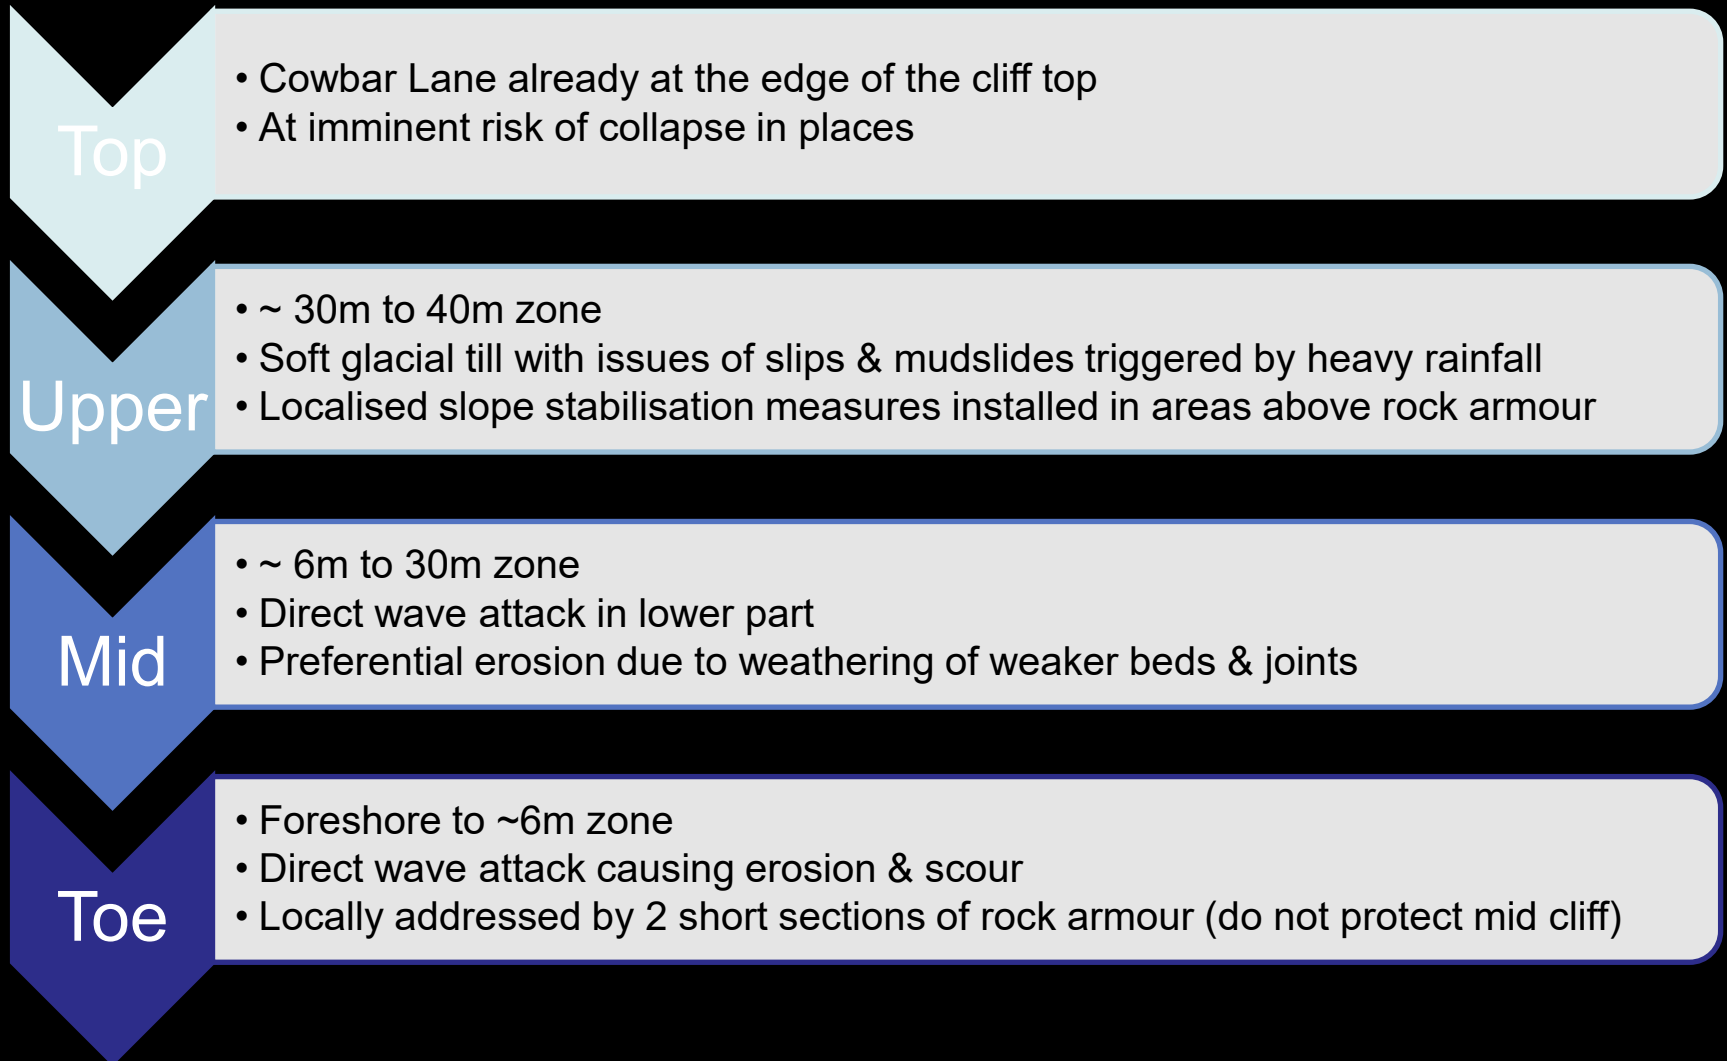 Top
• Cowbar Lane already at the edge of the cliff top
• At imminent risk of collapse in places
Upper
• ~ 30m to 40m zone
• Soft glacial till with issues of slips & mudslides triggered by heavy rainfall
• Localised slope stabilisation measures installed in areas above rock armour
Mid
• ~ 6m to 30m zone
• Direct wave attack in lower part
• Preferential erosion due to weathering of weaker beds & joints
Toe
• Foreshore to ~6m zone
• Direct wave attack causing erosion & scour
• Locally addressed by 2 short sections of rock armour (do not protect mid cliff)